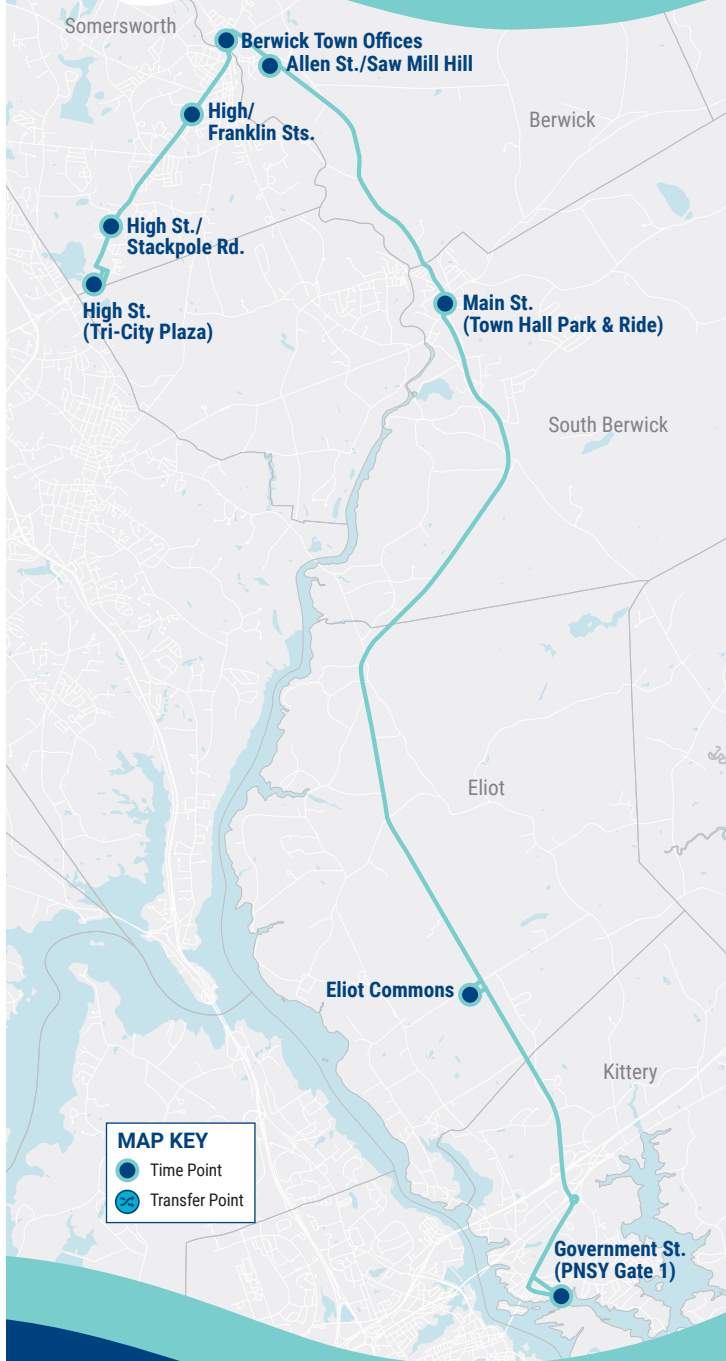 Somersworth
Berwick Town Offices
Allen St./Saw Mill Hill
High/
Franklin Sts.
Berwick
High St./
Stackpole Rd.
High St.
(Tri-City Plaza)
Main St.
(Town Hall Park & Ride)
South Berwick
Eliot
Eliot Commons
Kittery
MAP KEY
Time Point
Transfer Point
Government St.
(PNSY Gate 1)